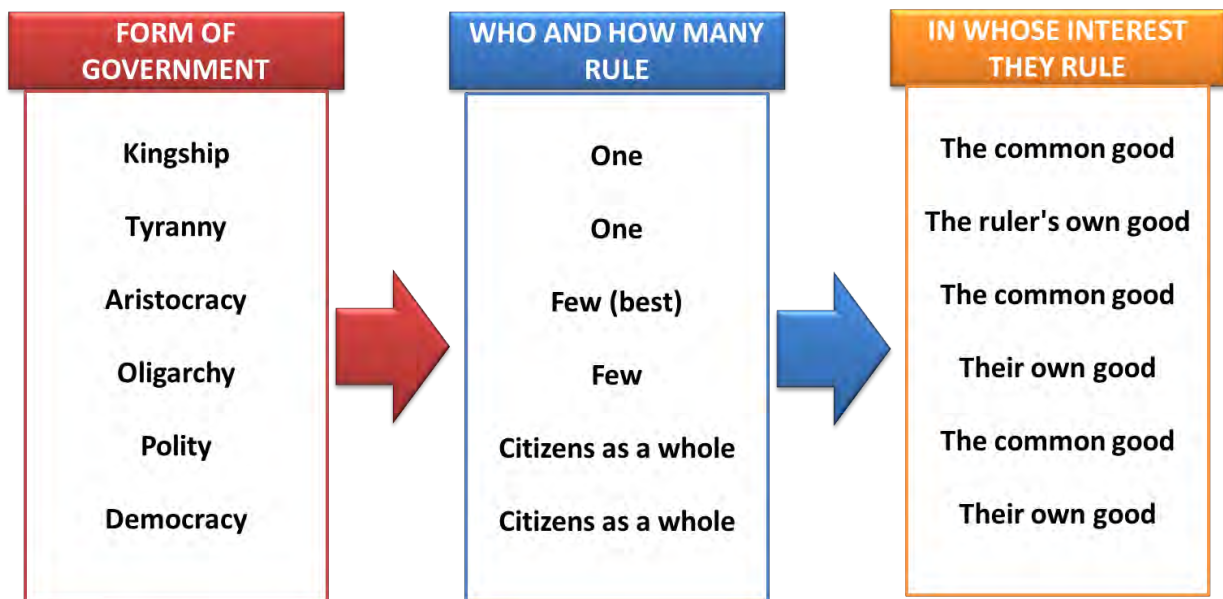 FORM OF
GOVERNMENT
Kingship
Tyranny
Aristocracy
Oligarchy
Polity
Democracy
WHO AND HOW MANY
RULE
One
One
Few (best)
Few
Citizens as a whole
Citizens as a whole
IN WHOSE INTEREST
THEY RULE
The common good
The ruler's own good
The common good
Their own good
The common good
Their own good